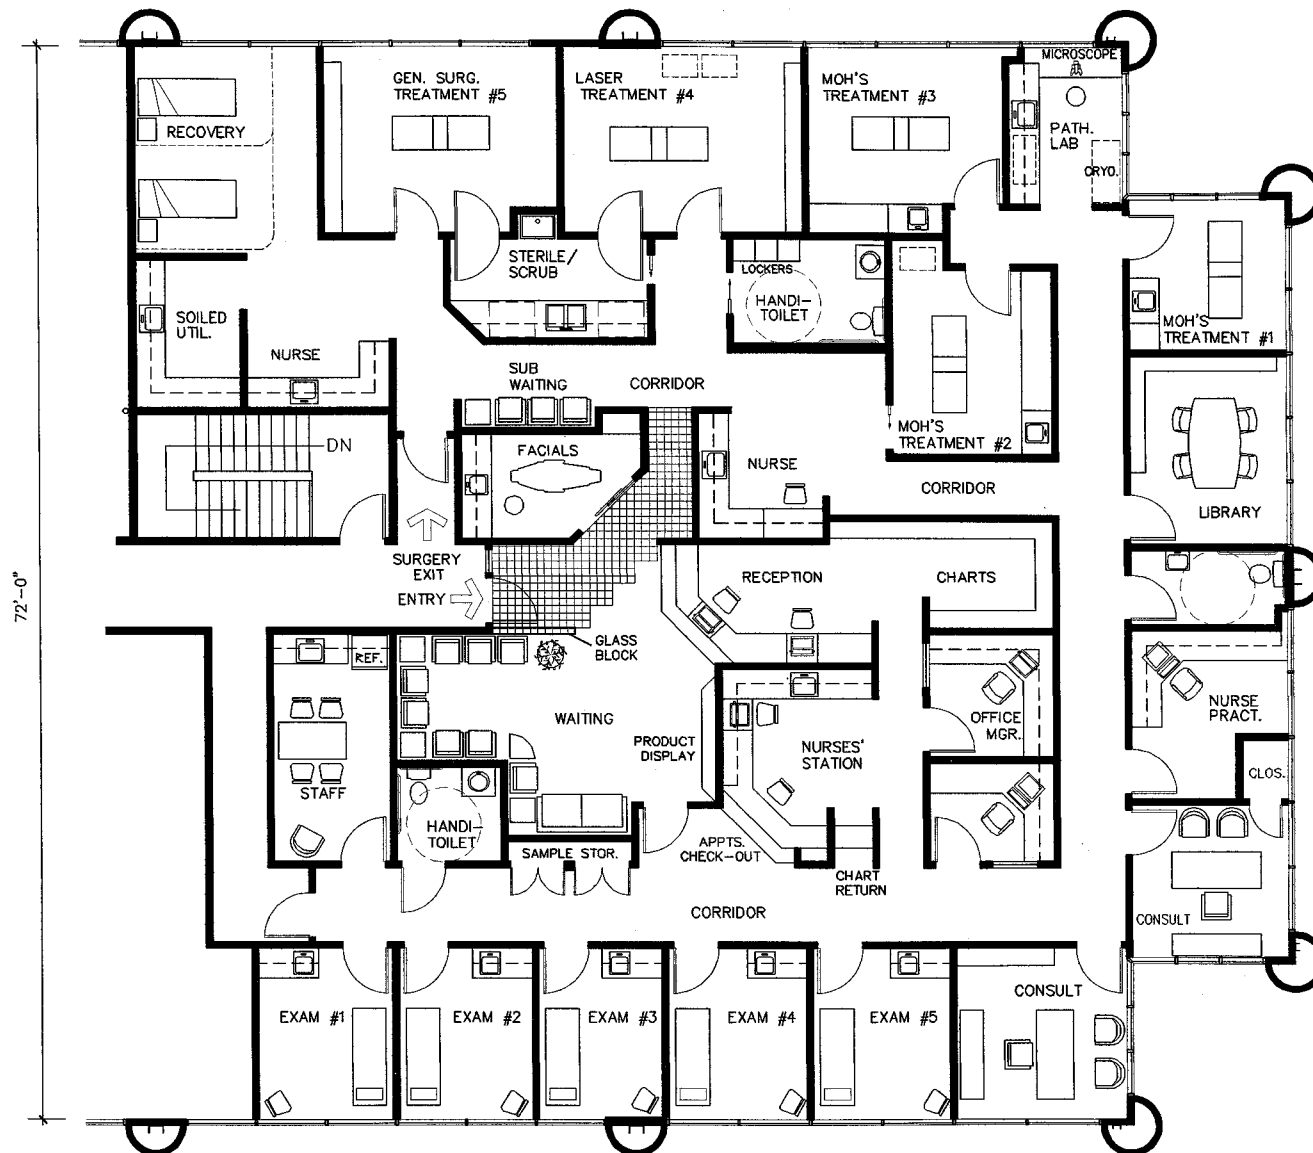 MICROSCOPE
GEN. SURG.
TREATMENT #5
LASER
TREATMENT #4
MOH'S
TREATMENT #3
PATH.
LAB
CRYO.
RECOVERY
STERILE/
SCRUB
LOCKERS
HANDI-
TOILET
SOILED
UTIL.
NURSE
MOH'S
TREATMENT #1
SUB
WAITING
CORRIDOR
MOH'S
TREATMENT #2
DN
FACIALS
NURSE
CORRIDOR
LIBRARY
SURGERY
EXIT
ENTRY
RECEPTION
CHARTS
72'-0"
GLASS
BLOCK
REF.
WAITING
PRODUCT
DISPLAY
NURSES'
STATION
OFFICE
MGR.
NURSE
PRACT.
CLOS.
STAFF
HANDI-
TOILET
SAMPLE STOR.
APPTS.
CHECK-OUT
CHART
RETURN
CORRIDOR
CONSULT
EXAM #1
EXAM #2
EXAM #3
EXAM #4
EXAM #5
CONSULT